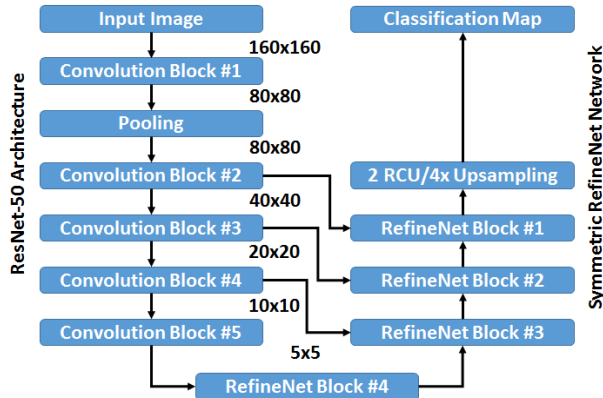 Input Image
160x160
Convolution Block #1
80x80
Pooling
80x80
Convolution Block #2
40x40
Convolution Block #3
20x20
Convolution Block #4
10x10
Convolution Block #5
5x5
RefineNet Block #4
ResNet-50 Architecture
Classification Map
2 RCU/4x Upsampling
RefineNet Block #1
RefineNet Block #2
RefineNet Block #3
Symmetric RefineNet Network